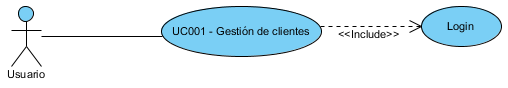 UC001 - Gestión de clientes
Login
<<Include>>
Usuario